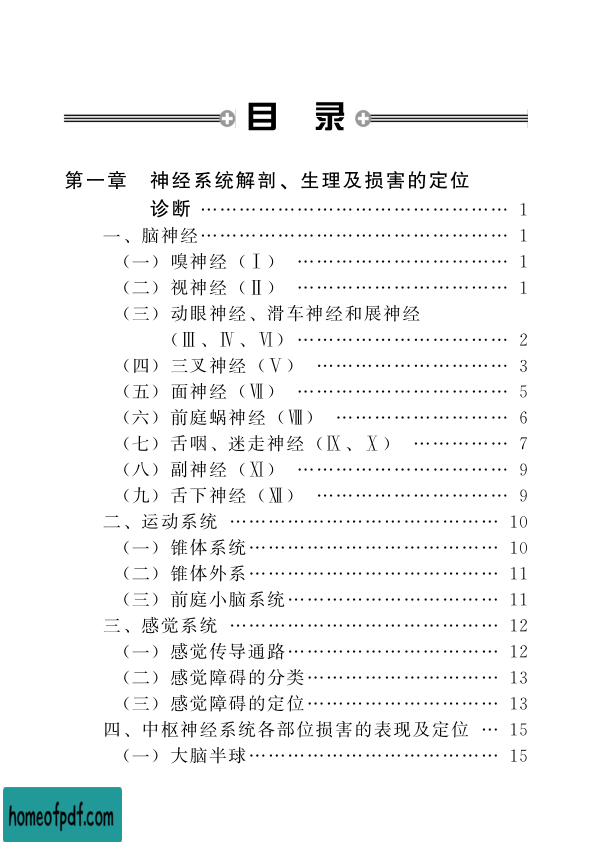 目 录
第一章 神经系统解剖、生理及损害的定位
诊断 …………………………………………… 1
一、脑神经…………………………………………… 1
（一）嗅神经（Ⅰ） ……………………………… 1
（二）视神经（Ⅱ） ……………………………… 1
（三）动眼神经、滑车神经和展神经
（Ⅲ、Ⅳ、Ⅵ）……………………………… 2
（四）三叉神经（Ⅴ） …………………………… 3
（五）面神经（Ⅶ） ……………………………… 5
（六）前庭蜗神经（Ⅷ） ………………………… 6
（七）舌咽、迷走神经（Ⅸ、Ⅹ） ……………… 7
（八）副神经（Ⅺ） ……………………………… 9
（九）舌下神经（Ⅻ） …………………………… 9
二、运动系统 ……………………………………… 10
（一）锥体系统…………………………………… 10
（二）锥体外系…………………………………… 11
（三）前庭小脑系统……………………………… 11
三、感觉系统 ……………………………………… 12
（一）感觉传导通路……………………………… 12
（二）感觉障碍的分类…………………………… 13
（三）感觉障碍的定位…………………………… 13
四、中枢神经系统各部位损害的表现及定位 … 15
（一）大脑半球…………………………………… 15
homeofpdf.com